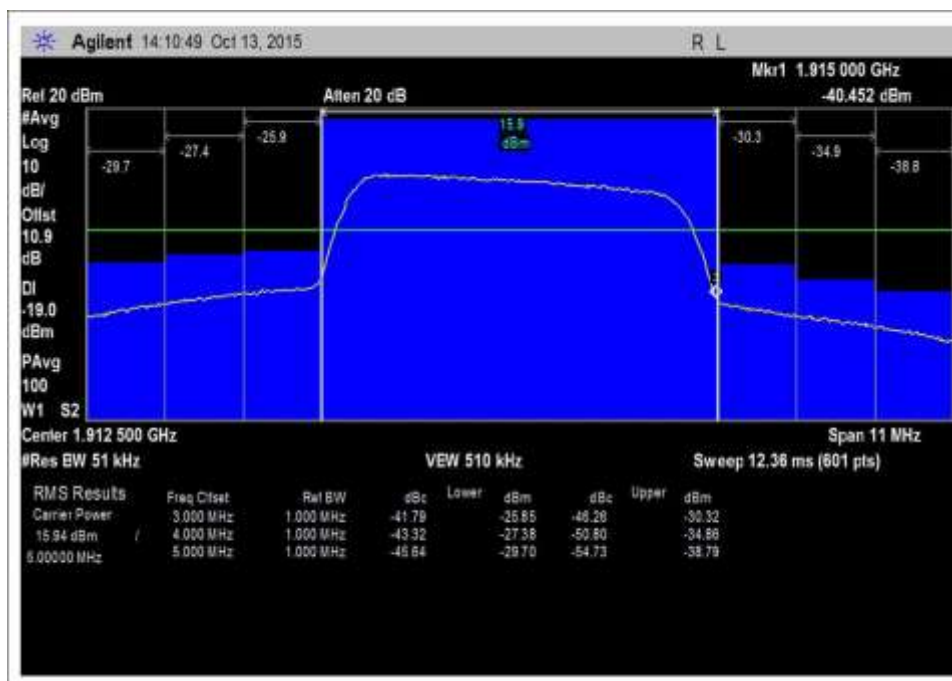 Agilent 14:10:49 Oct 13, 2015 R L
Mkr1 1.915 000 GHz
Ref 20 dBm Atten 20 dB -40.452 dBm
#Avg
Log
10
dB/
Offst
10.9
dB
DI
-19.0
dBm
PAvg
100
W1 S2
-29.7 -27.4 -25.9 15.9 dBm -30.3 -34.9 -38.8
Center 1.912 500 GHz Span 11 MHz
#Res BW 51 kHz VBW 510 kHz Sweep 12.36 ms (601 pts)
RMS Results Freq Offset Ref BW dBc Lower dBm dBc Upper dBm
Carrier Power 3.000 MHz 1.000 MHz -41.79 -25.85 -46.26 -30.32
15.94 dBm / 4.000 MHz 1.000 MHz -43.32 -27.38 -50.80 -34.86
5.00000 MHz 5.000 MHz 1.000 MHz -45.64 -29.70 -54.73 -38.79